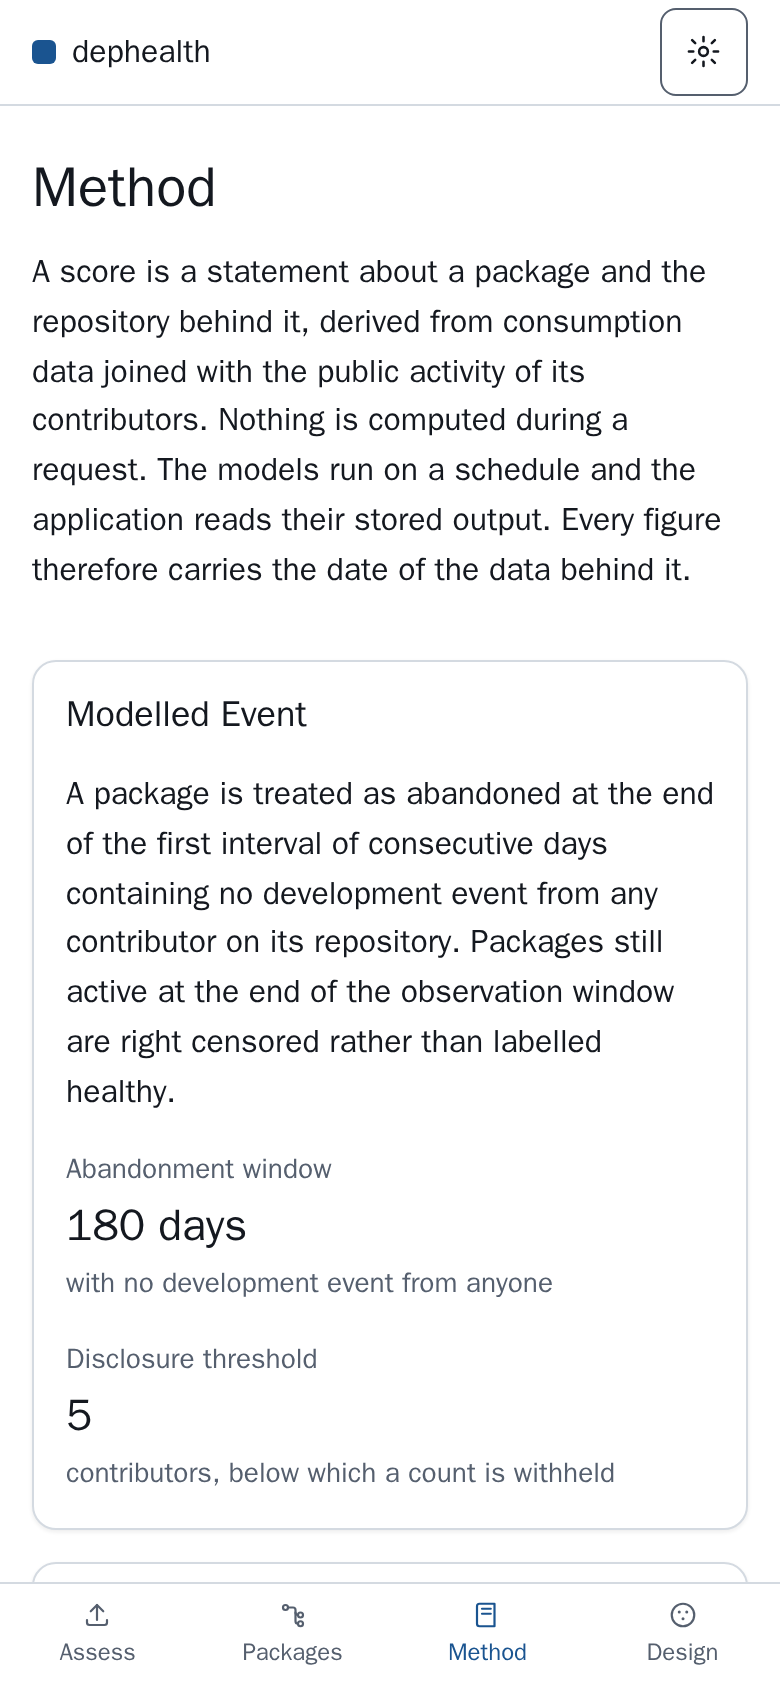 dephealth
Method
A score is a statement about a package and the
repository behind it, derived from consumption
data joined with the public activity of its
contributors. Nothing is computed during a
request. The models run on a schedule and the
application reads their stored output. Every figure
therefore carries the date of the data behind it.
Modelled Event
A package is treated as abandoned at the end
of the first interval of consecutive days
containing no development event from any
contributor on its repository. Packages still
active at the end of the observation window
are right censored rather than labelled
healthy.
Abandonment window
180 days
with no development event from anyone
Disclosure threshold
5
contributors, below which a count is withheld
Assess
Packages
Method
Design